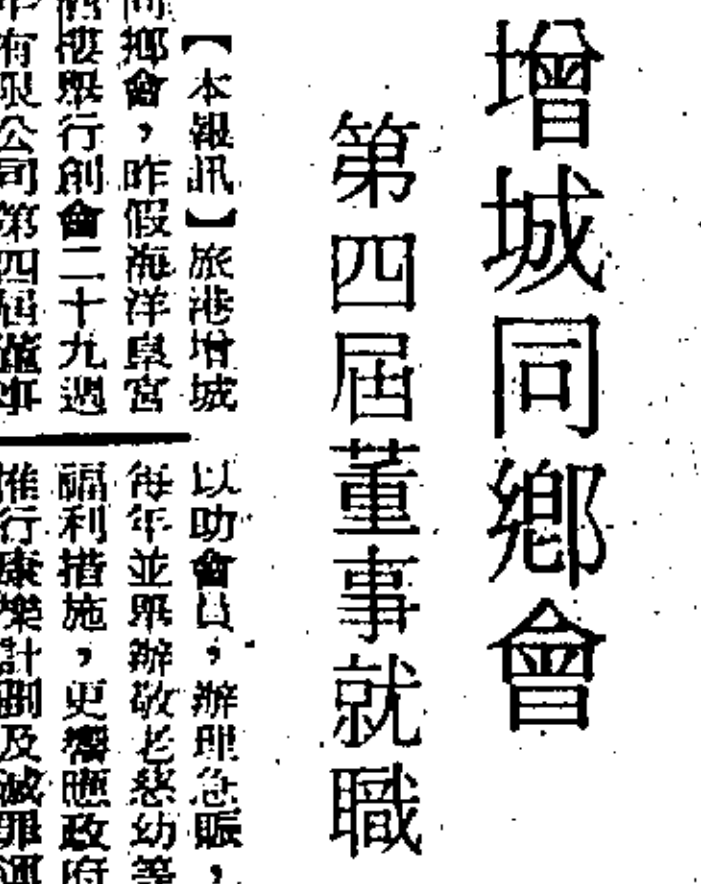 增城同鄉會
第四屆董事就職
【本報訊】旅港增城
同鄉會，昨假海洋皇宮
酒樓舉行創會二十九週
年有限公司第四屆董事
以助會員，辦理急賑，
每年並舉辦敬老慈幼等
福利措施，更響應政府
推行康樂計劃及滅罪運